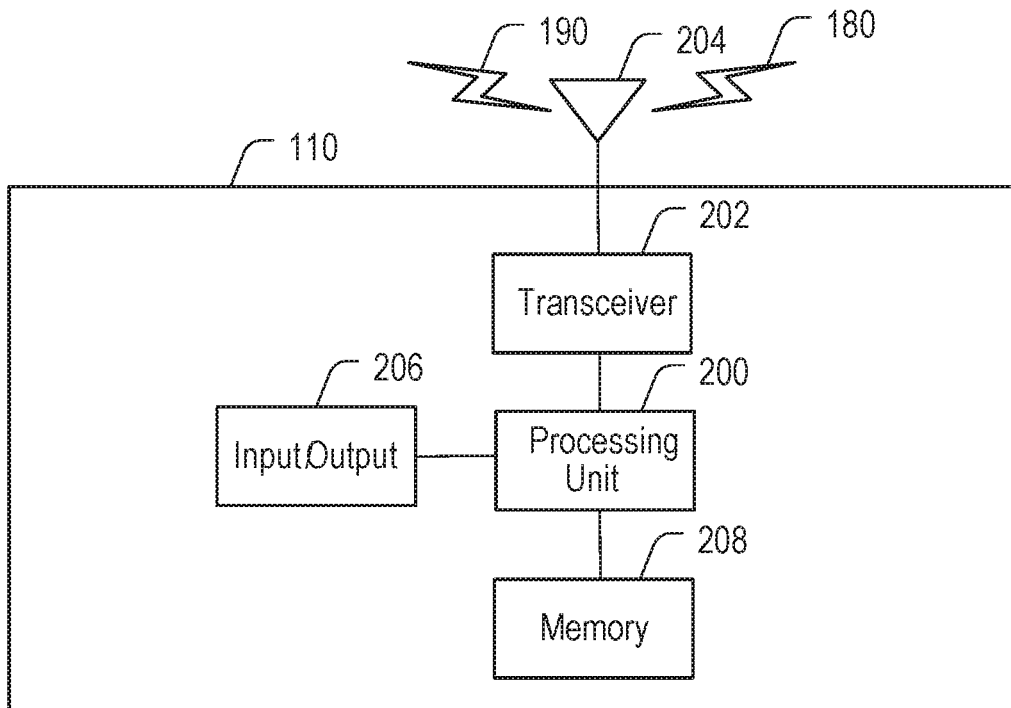 190
204
180
110
202
Transceiver
206
200
Input/Output
Processing
Unit
208
Memory